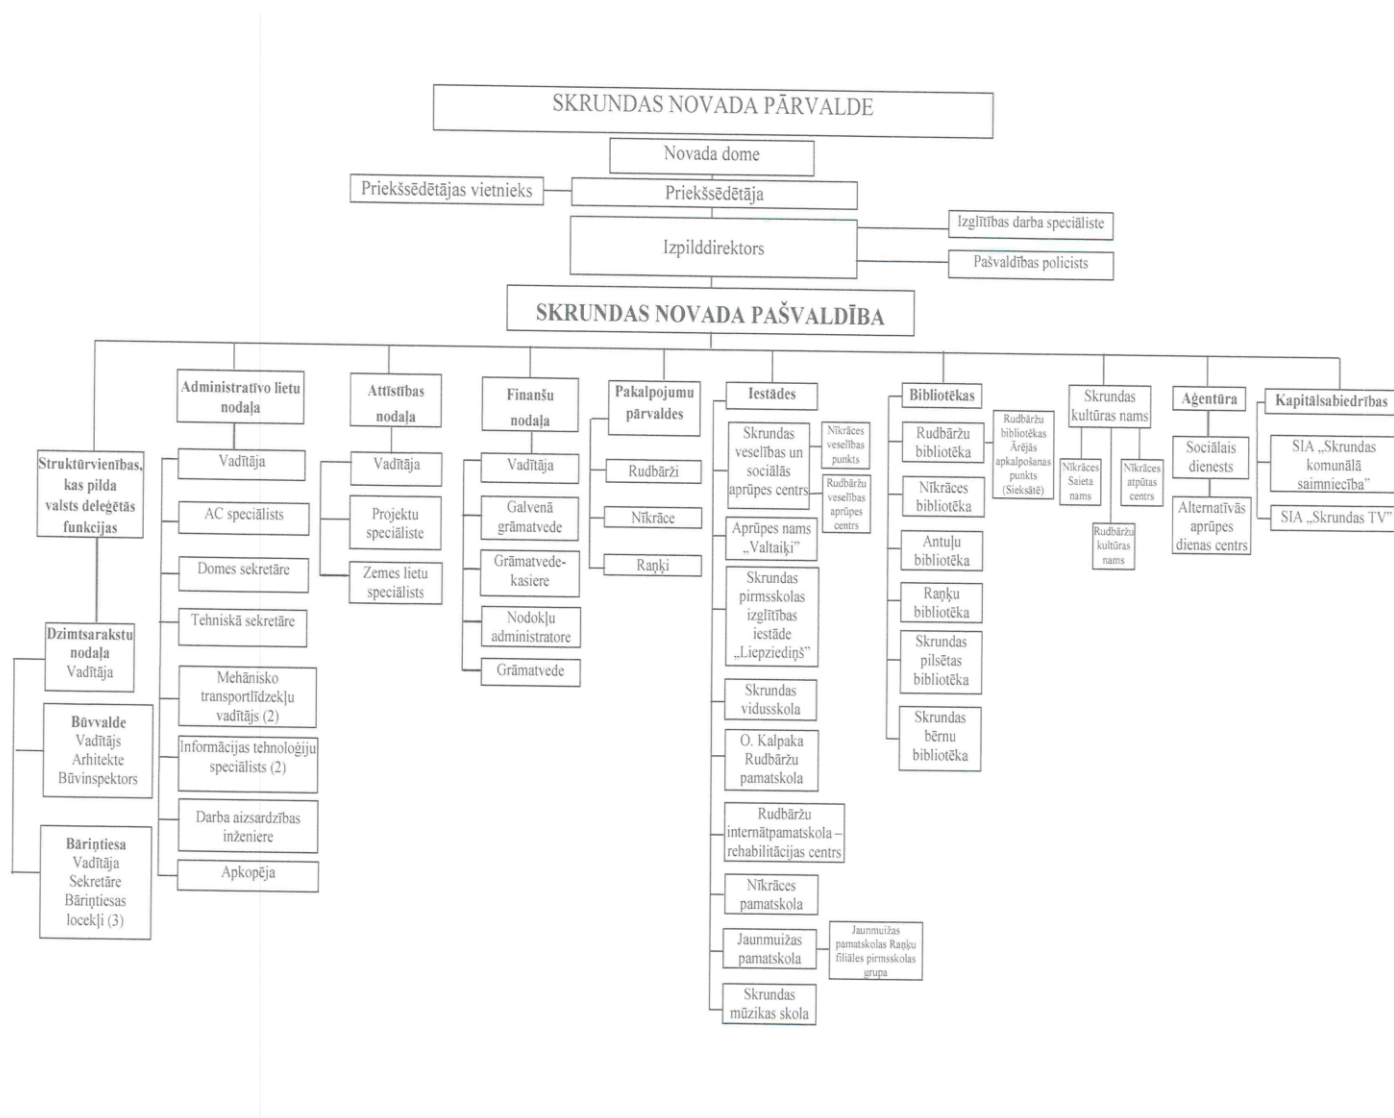 SKRUNDAS NOVADA PĀRVALDE
Novada dome
Priekšsēdētājas vietnieks
Priekšsēdētāja
Izpilddirektors
Izglītības darba speciāliste
Pašvaldības policists
SKRUNDAS NOVADA PAŠVALDĪBA
Struktūrvienības,
kas pilda
valsts deleģētās
funkcijas
Dzimtsarakstu
nodaļa
Vadītāja
Būvvalde
Vadītājs
Arhitekte
Būvinspektors
Bāriņtiesa
Vadītāja
Sekretāre
Bāriņtiesas
locekļi (3)
Administratīvo lietu
nodaļa
Vadītāja
AC speciālists
Domes sekretāre
Tehniskā sekretāre
Mehānisko
transportlīdzekļu
vadītājs (2)
Informācijas tehnoloģiju
speciālists (2)
Darba aizsardzības
inženiere
Apkopēja
Attīstības
nodaļa
Vadītāja
Projektu
speciāliste
Zemes lietu
speciālists
Finanšu
nodaļa
Vadītāja
Galvenā
grāmatvede
Grāmatvede-
kasiere
Nodokļu
administratore
Grāmatvede
Pakalpojumu
pārvaldes
Rudbārži
Nīkrāce
Raņķi
Iestādes
Skrundas
veselības un
sociālās
aprūpes centrs
Nīkrāces
veselības
punkts
Rudbāržu
veselības
aprūpes
centrs
Aprūpes nams
„Valtaiķi”
Skrundas
pirmsskolas
izglītības
iestāde
„Liepziediņš”
Skrundas
vidusskola
O. Kalpaka
Rudbāržu
pamatskola
Rudbāržu
internātpamatskola –
rehabilitācijas centrs
Nīkrāces
pamatskola
Jaunmuižas
pamatskola
Jaunmuižas
pamatskolas Raņķu
filiāles pirmsskolas
grupa
Skrundas
mūzikas skola
Bibliotēkas
Rudbāržu
bibliotēka
Rudbāržu
bibliotēkas
Ārējās
apkalpošanas
punkts
(Sieksātē)
Nīkrāces
bibliotēka
Antuļu
bibliotēka
Raņķu
bibliotēka
Skrundas
pilsētas
bibliotēka
Skrundas
bērnu
bibliotēka
Skrundas
kultūras nams
Nīkrāces
Saieta
nams
Rudbāržu
kultūras
nams
Nīkrāces
atpūtas
centrs
Aģentūra
Sociālais
dienests
Alternatīvās
aprūpes
dienas centrs
Kapitālsabiedrības
SIA „Skrundas
komunālā
saimniecība”
SIA „Skrundas TV”